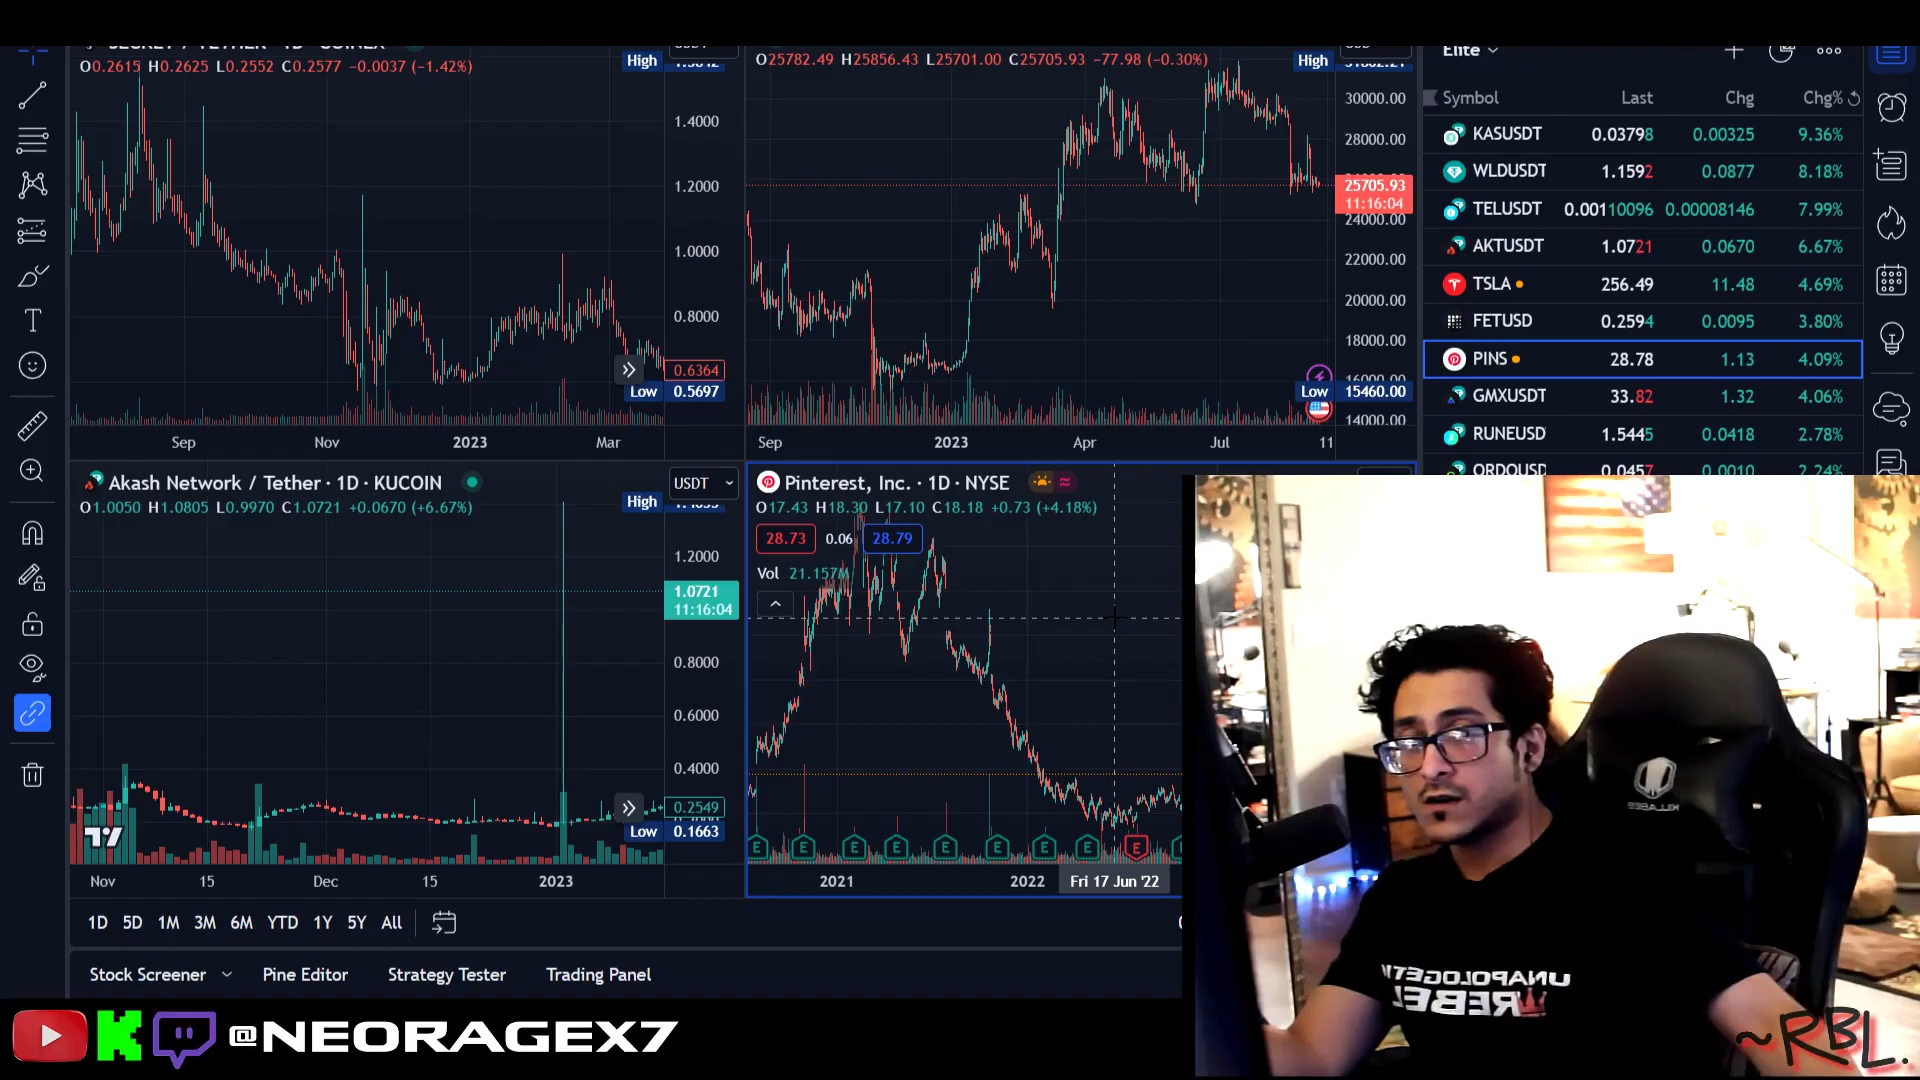 O0.2615 H0.2625 L0.2552 C0.2577 -0.0037 (-1.42%)
High
1.4000
1.2000
1.0000
0.8000
0.6364
Low 0.5697
Sep Nov 2023 Mar
O25782.49 H25856.43 L25701.00 C25705.93 -77.98 (-0.30%)
High
30000.00
28000.00
25705.93
11:16:04
24000.00
22000.00
20000.00
18000.00
16000.00
Low 15460.00
14000.00
Sep 2023 Apr Jul 11
Akash Network / Tether · 1D · KUCOIN
USDT
O1.0050 H1.0805 L0.9970 C1.0721 +0.0670 (+6.67%)
High
1.2000
1.0721
11:16:04
0.8000
0.6000
0.4000
0.2549
Low 0.1663
Nov 15 Dec 15 2023
Pinterest, Inc. · 1D · NYSE
O17.43 H18.30 L17.10 C18.18 +0.73 (+4.18%)
28.73 0.06 28.79
Vol 21.157M
E E E E E E E E E
2021 2022 Fri 17 Jun '22
1D 5D 1M 3M 6M YTD 1Y 5Y All
Stock Screener Pine Editor Strategy Tester Trading Panel
Elite
Symbol Last Chg Chg%
KASUSDT 0.03798 0.00325 9.36%
WLDUSDT 1.1592 0.0877 8.18%
TELUSDT 0.00110096 0.00008146 7.99%
AKTUSDT 1.0721 0.0670 6.67%
TSLA 256.49 11.48 4.69%
FETUSD 0.2594 0.0095 3.80%
PINS 28.78 1.13 4.09%
GMXUSDT 33.82 1.32 4.06%
RUNEUSD 1.5445 0.0418 2.78%
ORDOUSD 0.0457 0.0010 2.24%
UNAPOLOGETI
REBEL
@NEORAGEX7
~RBL.